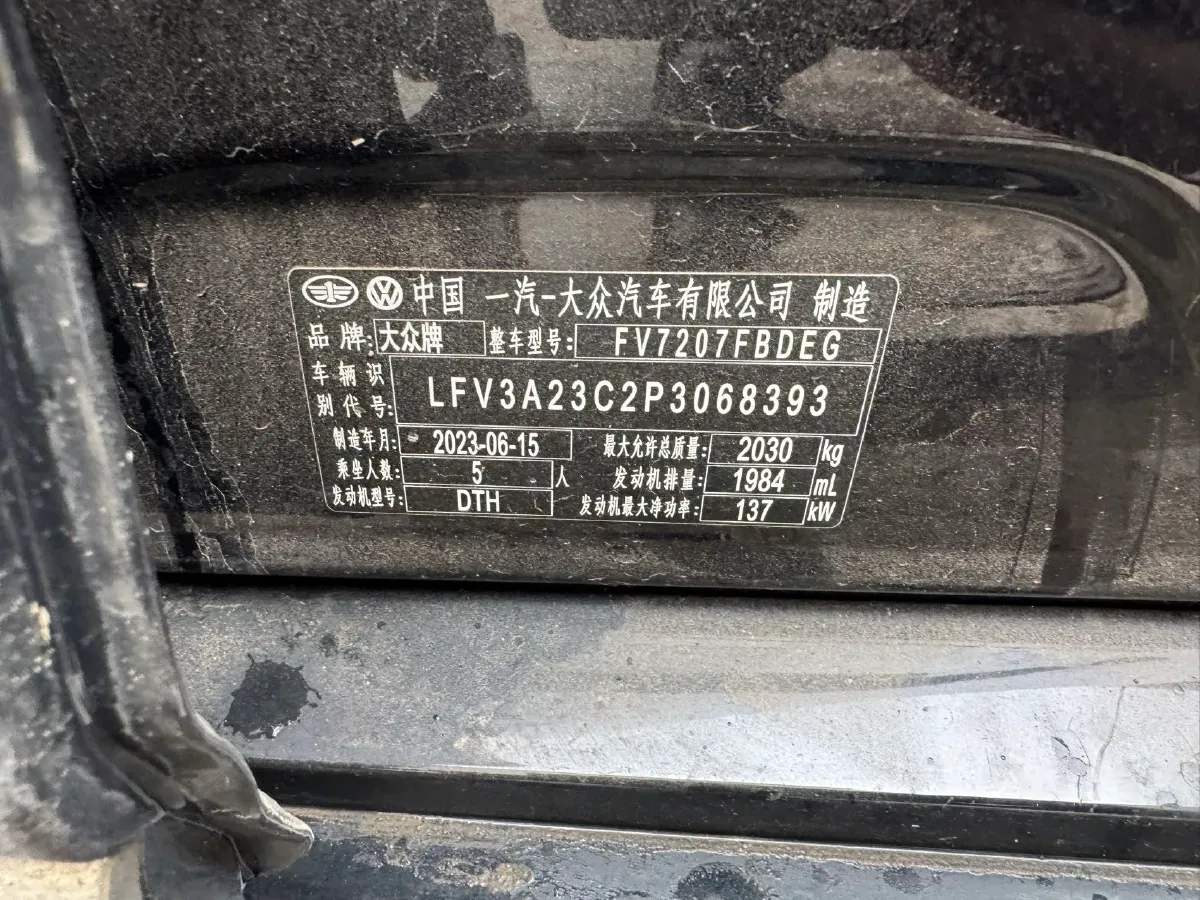 中国 一汽-大众汽车有限公司 制造
品牌: 大众牌 整车型号: FV7207FBDEG
车辆识别代号: LFV3A23C2P3068393
制造年月: 2023-06-15 最大允许总质量: 2030 kg
乘坐人数: 5 人 发动机排量: 1984 mL
发动机型号: DTH 发动机最大净功率: 137 kW